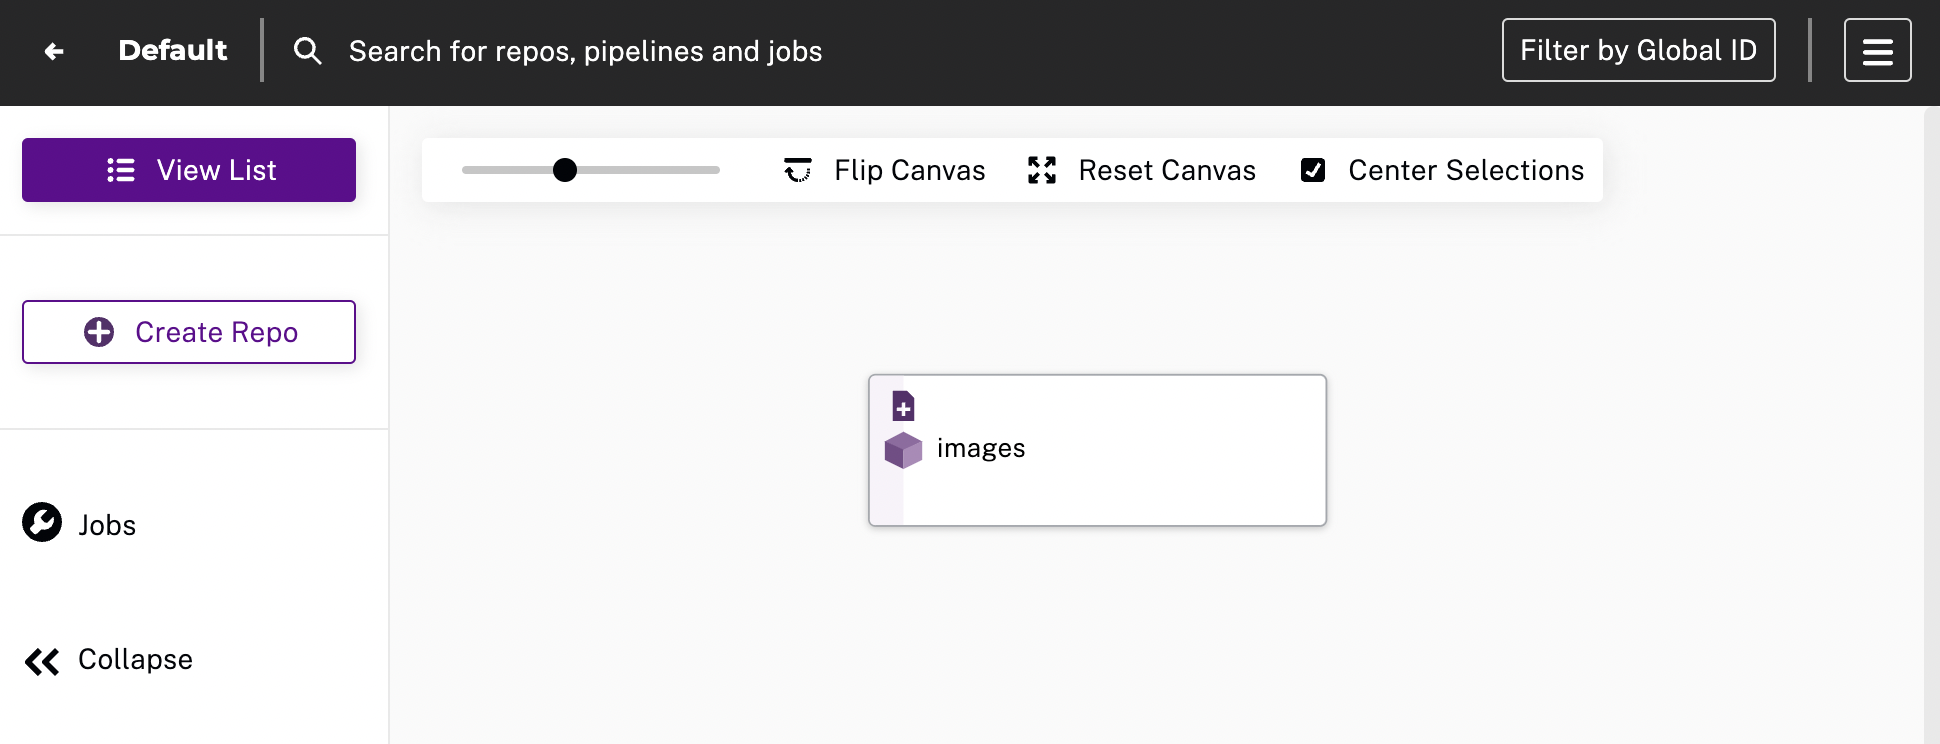 Default
Search for repos, pipelines and jobs
Filter by Global ID
View List
Flip Canvas
Reset Canvas
Center Selections
Create Repo
images
Jobs
Collapse